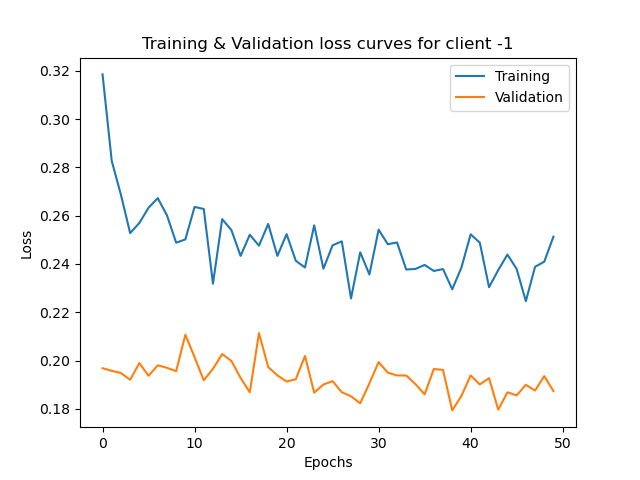 Training & Validation loss curves for client -1
Training
Validation
Loss
0.32
0.30
0.28
0.26
0.24
0.22
0.20
0.18
0
10
20
30
40
50
Epochs